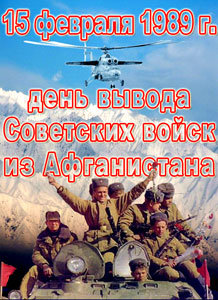 15 февраля 1989 г.
день вывода
Советских войск
из Афганистана